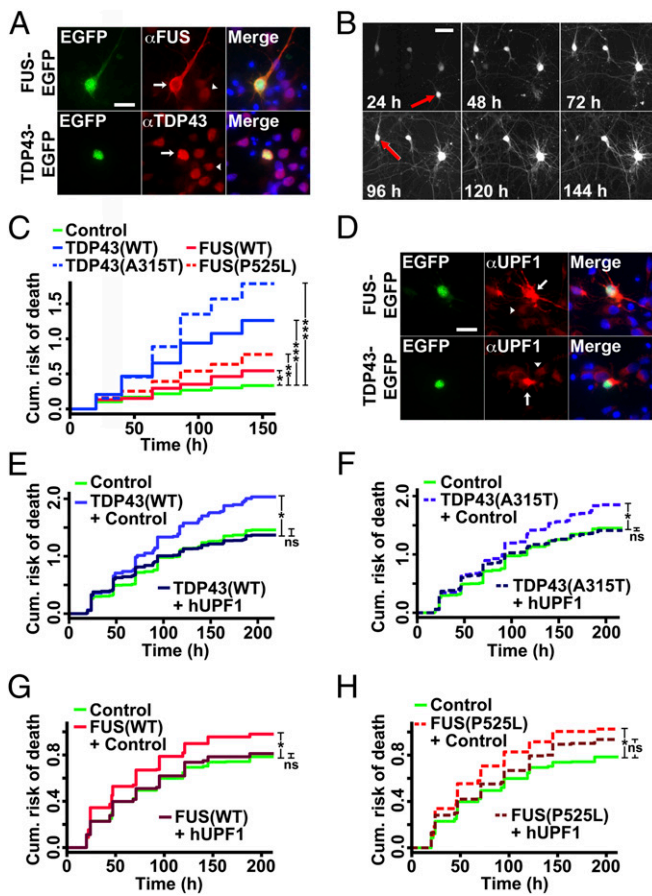 A
EGFP
αFUS
Merge
FUS-
EGFP
EGFP
αTDP43
Merge
TDP43-
EGFP
B
24 h
48 h
72 h
96 h
120 h
144 h
C
Control
TDP43(WT)
FUS(WT)
TDP43(A315T)
FUS(P525L)
Cum. risk of death
1.5
1.0
0.5
0.0
***
***
***
*
0
50
100
150
Time (h)
D
EGFP
αUPF1
Merge
FUS-
EGFP
EGFP
αUPF1
Merge
TDP43-
EGFP
E
Control
TDP43(WT)
+ Control
Cum. risk of death
2.0
1.0
0.0
*
ns
TDP43(WT)
+ hUPF1
0
50
100
150
200
Time (h)
F
Control
TDP43(A315T)
+ Control
Cum. risk of death
2.0
1.0
0.0
*
ns
TDP43(A315T)
+ hUPF1
0
50
100
150
200
Time (h)
G
Control
FUS(WT)
+ Control
Cum. risk of death
0.8
0.4
0
*
ns
FUS(WT)
+ hUPF1
0
50
100
150
200
Time (h)
H
Control
FUS(P525L)
+ Control
Cum. risk of death
0.8
0.4
0
*
ns
FUS(P525L)
+ hUPF1
0
50
100
150
200
Time (h)